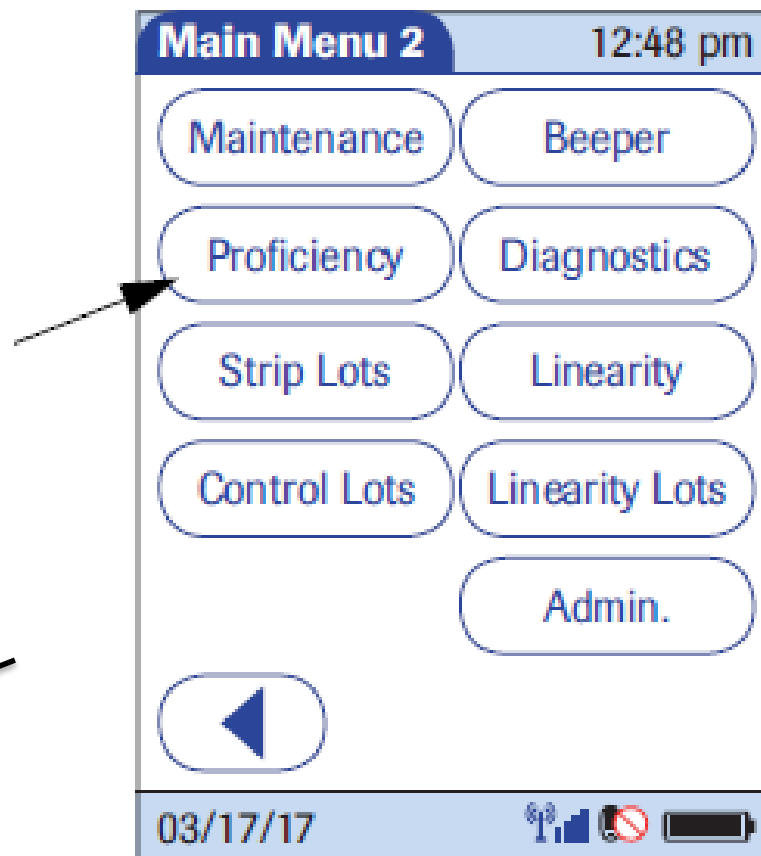 Main Menu 2 12:48 pm
Maintenance Beeper
Proficiency Diagnostics
Strip Lots Linearity
Control Lots Linearity Lots
Admin.
03/17/17